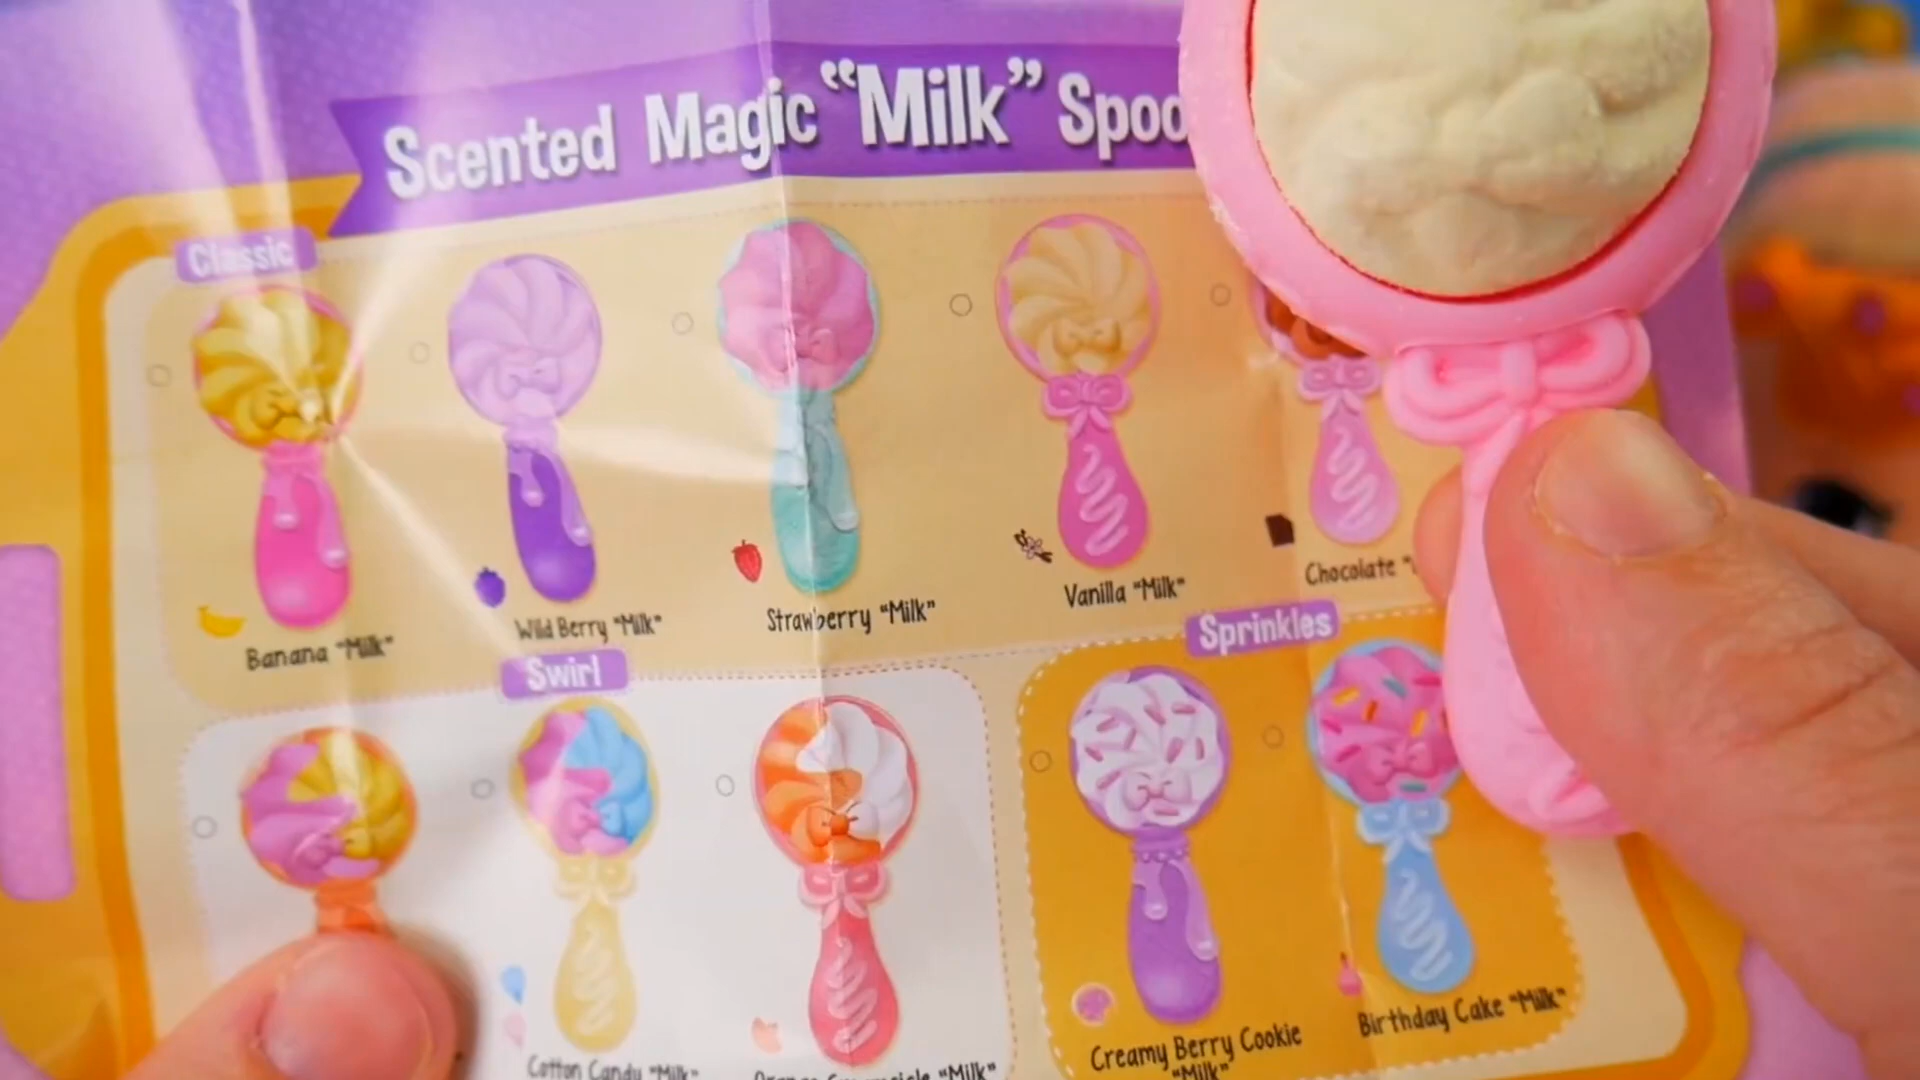 Scented Magic "Milk" Spoo
Classic
Banana "Milk"
Wild Berry "Milk"
Strawberry "Milk"
Vanilla "Milk"
Chocolate
Swirl
Sprinkles
Cotton Candy "Milk"
"Milk"
Creamy Berry Cookie
"Milk"
Birthday Cake "Milk"